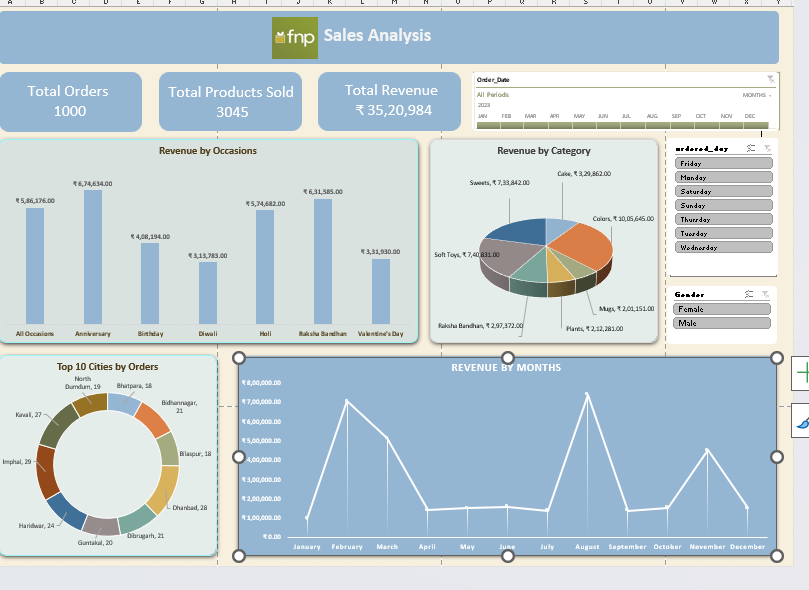 A B C D E F G H I J K L M N O P Q R S T U V W X Y
fnp Sales Analysis
Total Orders
1000
Total Products Sold
3045
Total Revenue
₹ 35,20,984
Order_Date
All Periods
MONTHS
2023
JAN FEB MAR APR MAY JUN JUL AUG SEP OCT NOV DEC
Revenue by Occasions
₹ 5,86,176.00
₹ 6,74,634.00
₹ 4,08,194.00
₹ 3,13,783.00
₹ 5,74,682.00
₹ 6,31,585.00
₹ 3,31,930.00
All Occasions Anniversary Birthday Diwali Holi Raksha Bandhan Valentine's Day
Revenue by Category
Cake, ₹ 3,29,862.00
Sweets, ₹ 7,33,842.00
Colors, ₹ 10,05,645.00
Soft Toys, ₹ 7,40,831.00
Mugs, ₹ 2,01,151.00
Raksha Bandhan, ₹ 2,97,372.00
Plants, ₹ 2,12,281.00
ordered_day
Friday
Monday
Saturday
Sunday
Thursday
Tuesday
Wednesday
Gender
Female
Male
Top 10 Cities by Orders
North
Dumdum, 19
Bhatpara, 18
Bidhannagar,
21
Kavali, 27
Bilaspur, 18
Imphal, 29
Dhanbad, 28
Haridwar, 24
Dibrugarh, 21
Guntakal, 20
REVENUE BY MONTHS
₹ 8,00,000.00
₹ 7,00,000.00
₹ 6,00,000.00
₹ 5,00,000.00
4,00,000.00
₹ 3,00,000.00
₹ 2,00,000.00
₹ 1,00,000.00
₹ 0.00
January February March April May June July August September October November December